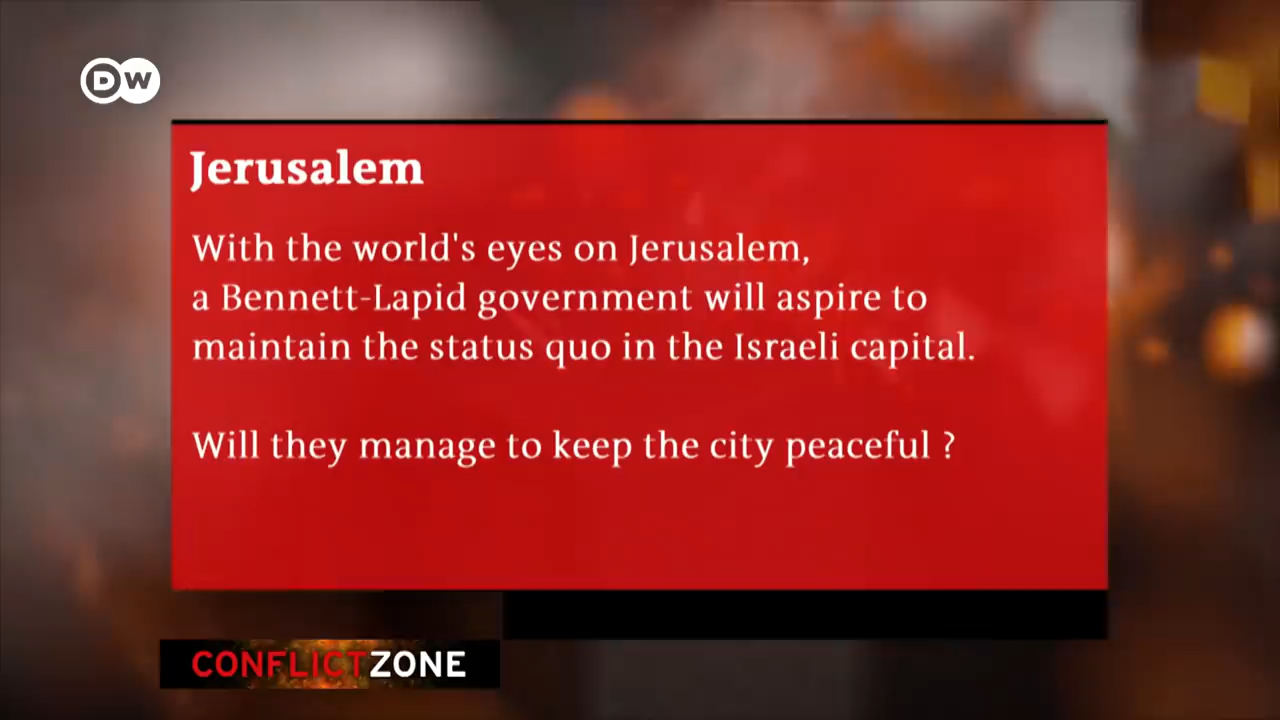 DW
Jerusalem
With the world's eyes on Jerusalem,
a Bennett-Lapid government will aspire to
maintain the status quo in the Israeli capital.
Will they manage to keep the city peaceful ?
CONFLICTZONE